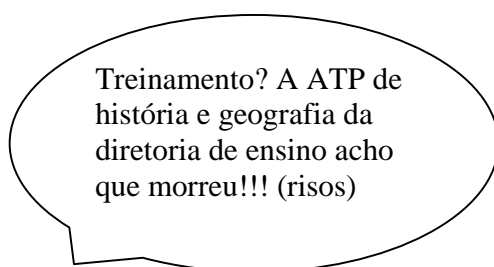 Treinamento? A ATP de
história e geografia da
diretoria de ensino acho
que morreu!!! (risos)